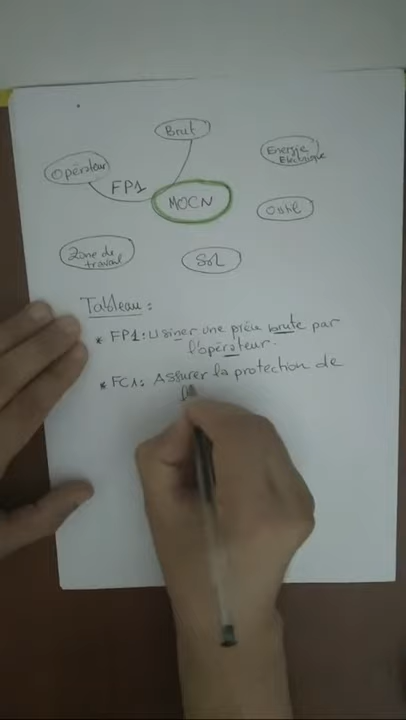 Brut
Energie
Electrique
Opérateur
FP1
MOCN
Outil
Zone de
travail
Sol
Tableau :
* FP1: Usiner une pièce brute par
l'opérateur.
* FC1: Assurer la protection de